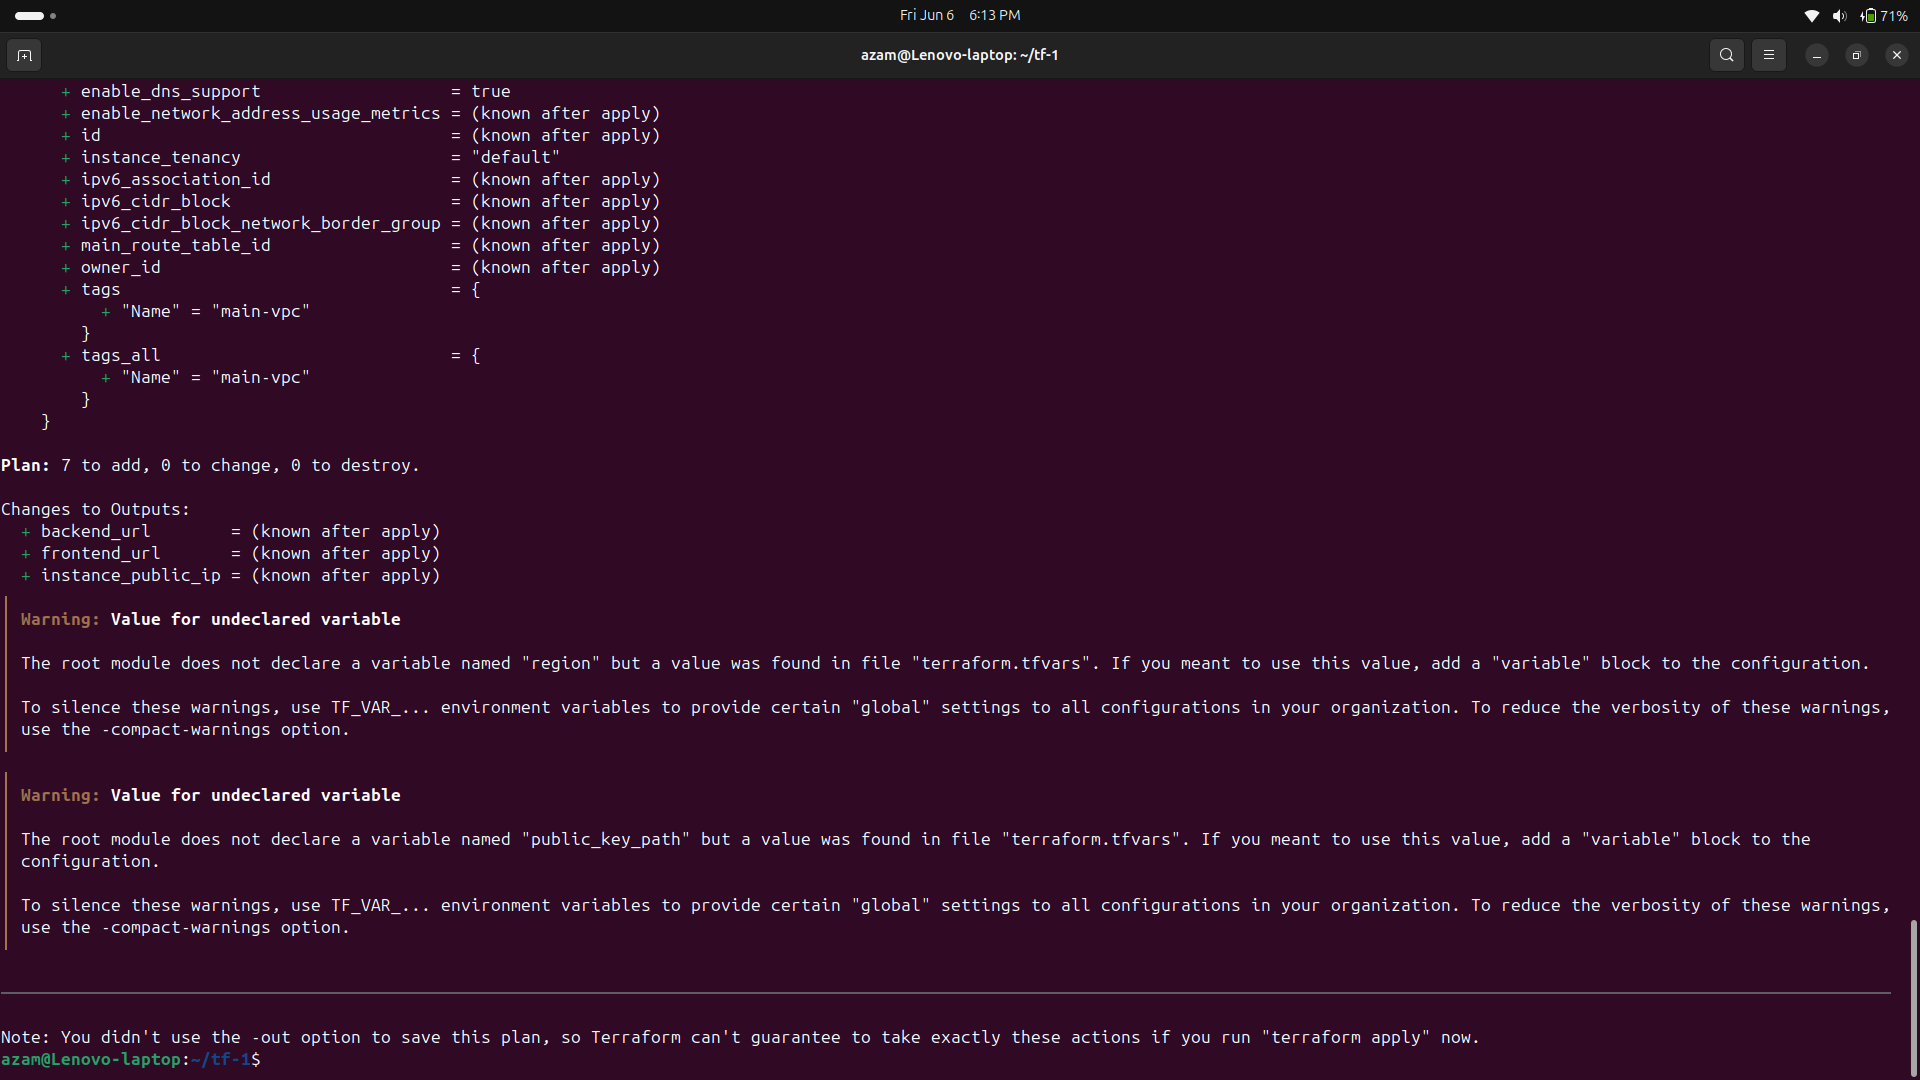 Fri Jun 6 6:13 PM
71%
azam@Lenovo-laptop: ~/tf-1
+ enable_dns_support = true
+ enable_network_address_usage_metrics = (known after apply)
+ id = (known after apply)
+ instance_tenancy = "default"
+ ipv6_association_id = (known after apply)
+ ipv6_cidr_block = (known after apply)
+ ipv6_cidr_block_network_border_group = (known after apply)
+ main_route_table_id = (known after apply)
+ owner_id = (known after apply)
+ tags = {
+ "Name" = "main-vpc"
}
+ tags_all = {
+ "Name" = "main-vpc"
}
}
Plan: 7 to add, 0 to change, 0 to destroy.
Changes to Outputs:
+ backend_url = (known after apply)
+ frontend_url = (known after apply)
+ instance_public_ip = (known after apply)
Warning: Value for undeclared variable
The root module does not declare a variable named "region" but a value was found in file "terraform.tfvars". If you meant to use this value, add a "variable" block to the configuration.
To silence these warnings, use TF_VAR_... environment variables to provide certain "global" settings to all configurations in your organization. To reduce the verbosity of these warnings,
use the -compact-warnings option.
Warning: Value for undeclared variable
The root module does not declare a variable named "public_key_path" but a value was found in file "terraform.tfvars". If you meant to use this value, add a "variable" block to the
configuration.
To silence these warnings, use TF_VAR_... environment variables to provide certain "global" settings to all configurations in your organization. To reduce the verbosity of these warnings,
use the -compact-warnings option.
Note: You didn't use the -out option to save this plan, so Terraform can't guarantee to take exactly these actions if you run "terraform apply" now.
azam@Lenovo-laptop:~/tf-1$